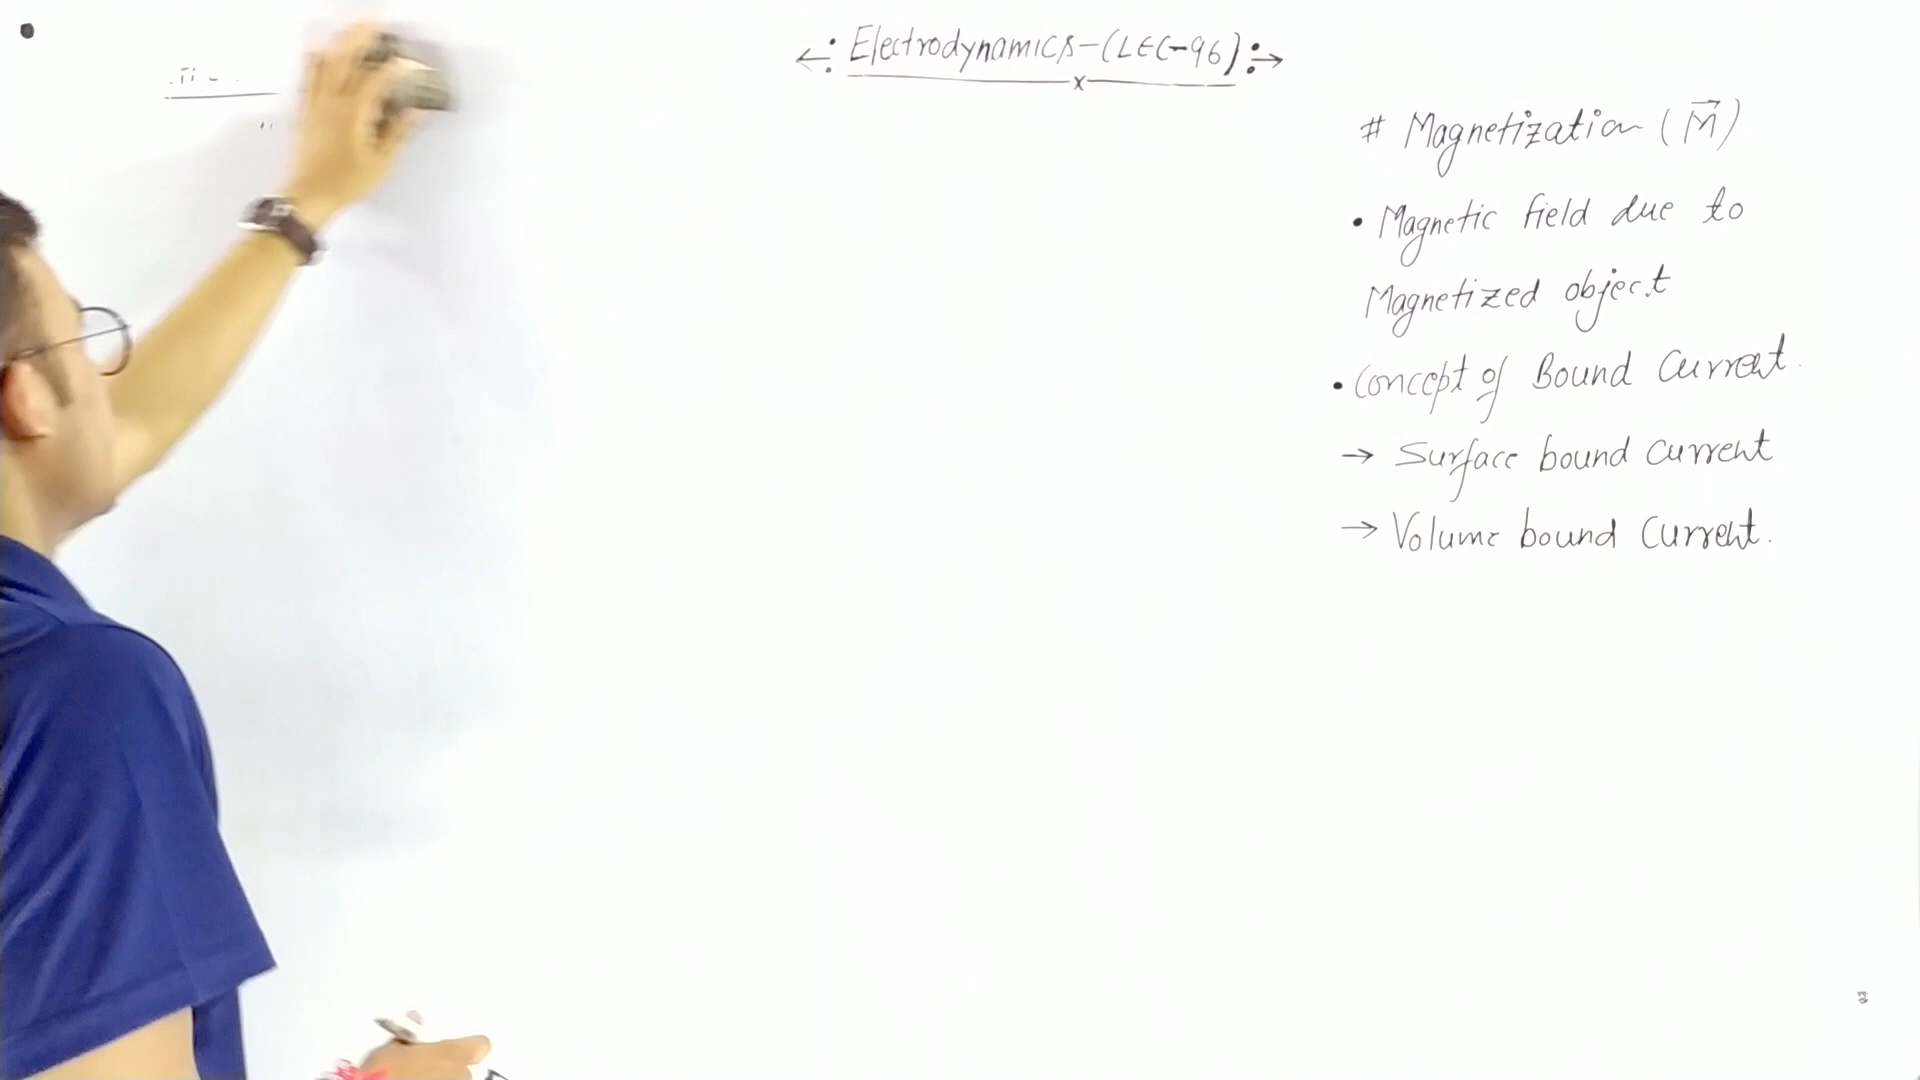 Electrodynamics-(LEC-96)
# Magnetization (M⃗)
• Magnetic field due to
Magnetized object
• Concept of Bound Current.
→ Surface bound Current
→ Volume bound Current.